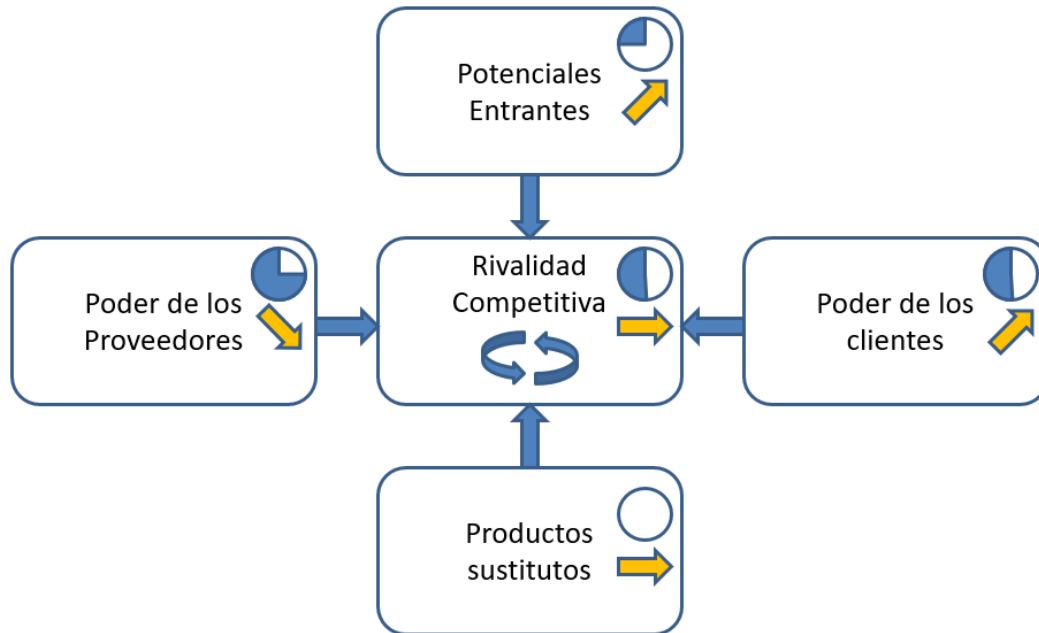 Potenciales
Entrantes
Poder de los
Proveedores
Rivalidad
Competitiva
Poder de los
clientes
Productos
sustitutos